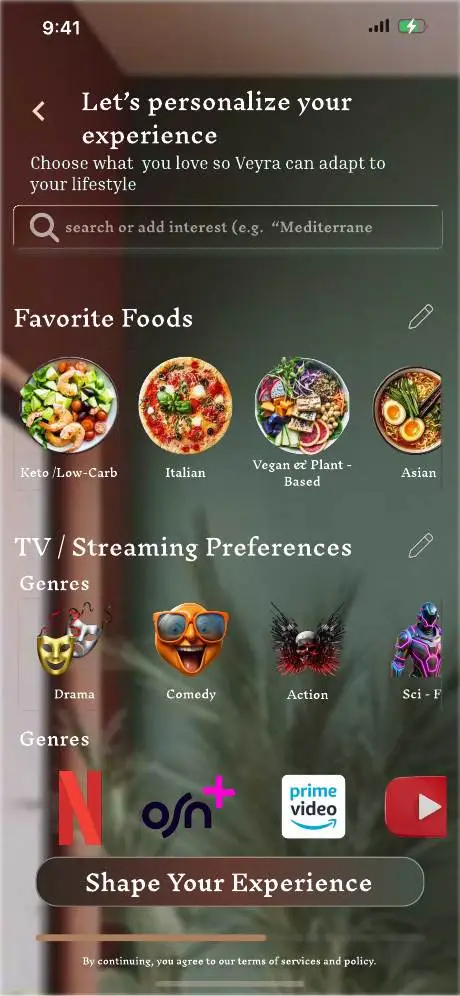 9:41
Let's personalize your
experience
Choose what you love so Veyra can adapt to
your lifestyle
search or add interest (e.g. “Mediterrane
Favorite Foods
Keto /Low-Carb
Italian
Vegan & Plant -
Based
Asian
TV / Streaming Preferences
Genres
Drama
Comedy
Action
Sci - F
Genres
N
osn+
prime
video
Shape Your Experience
By continuing, you agree to our terms of services and policy.